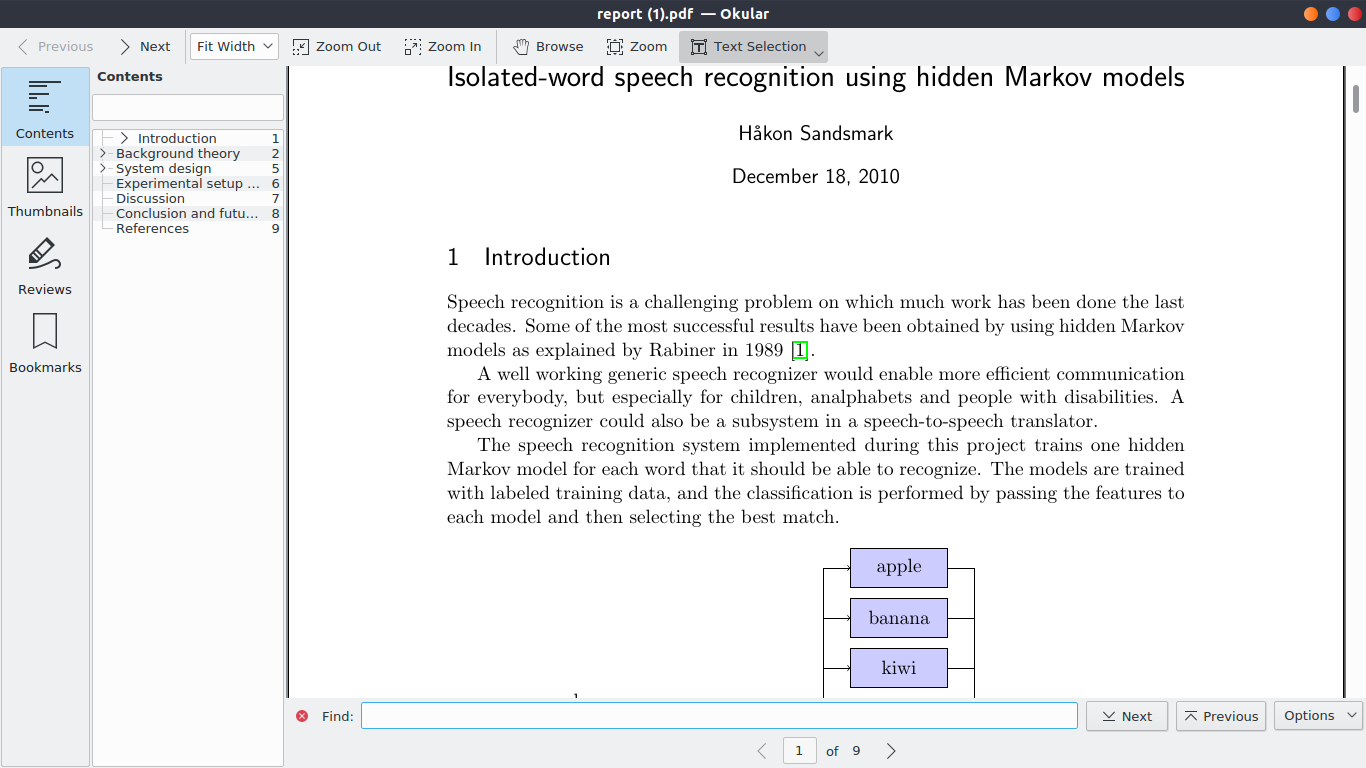 report (1).pdf — Okular
Previous
Next
Fit Width
Zoom Out
Zoom In
Browse
Zoom
Text Selection
Contents
Thumbnails
Reviews
Bookmarks
Contents
Introduction 1
Background theory 2
System design 5
Experimental setup ... 6
Discussion 7
Conclusion and futu... 8
References 9
Isolated-word speech recognition using hidden Markov models
Håkon Sandsmark
December 18, 2010
1 Introduction
Speech recognition is a challenging problem on which much work has been done the last
decades. Some of the most successful results have been obtained by using hidden Markov
models as explained by Rabiner in 1989 [1].
A well working generic speech recognizer would enable more efficient communication
for everybody, but especially for children, analphabets and people with disabilities. A
speech recognizer could also be a subsystem in a speech-to-speech translator.
The speech recognition system implemented during this project trains one hidden
Markov model for each word that it should be able to recognize. The models are trained
with labeled training data, and the classification is performed by passing the features to
each model and then selecting the best match.
apple
banana
kiwi
Find:
Next
Previous
Options
1 of 9